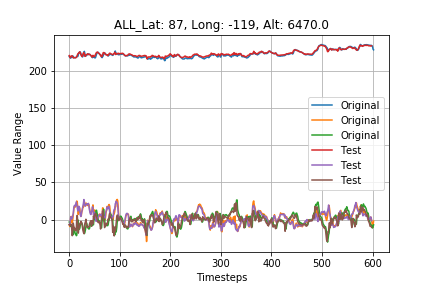 ALL_Lat: 87, Long: -119, Alt: 6470.0
Value Range
200
150
100
50
0
Original
Original
Original
Test
Test
Test
0
100
200
300
400
500
600
Timesteps